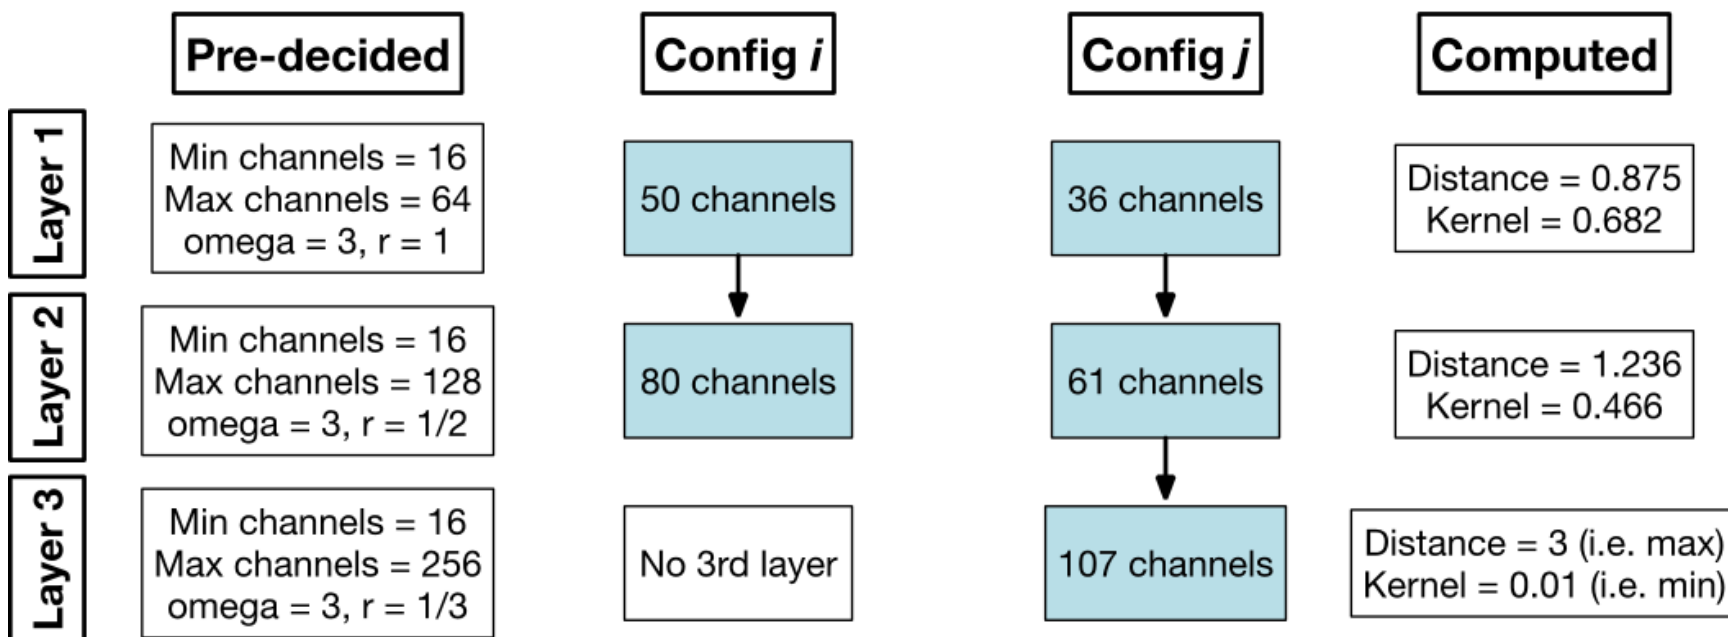 Pre-decided
Config i
Config j
Computed
Layer 1
Min channels = 16
Max channels = 64
omega = 3, r = 1
50 channels
36 channels
Distance = 0.875
Kernel = 0.682
Layer 2
Min channels = 16
Max channels = 128
omega = 3, r = 1/2
80 channels
61 channels
Distance = 1.236
Kernel = 0.466
Layer 3
Min channels = 16
Max channels = 256
omega = 3, r = 1/3
No 3rd layer
107 channels
Distance = 3 (i.e. max)
Kernel = 0.01 (i.e. min)